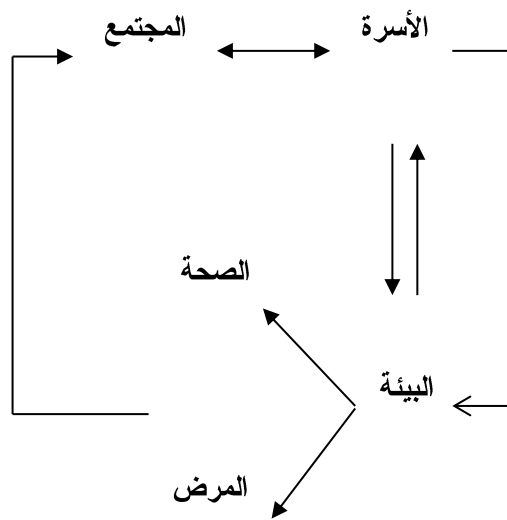 الأسرة
المجتمع
الصحة
البيئة
المرض